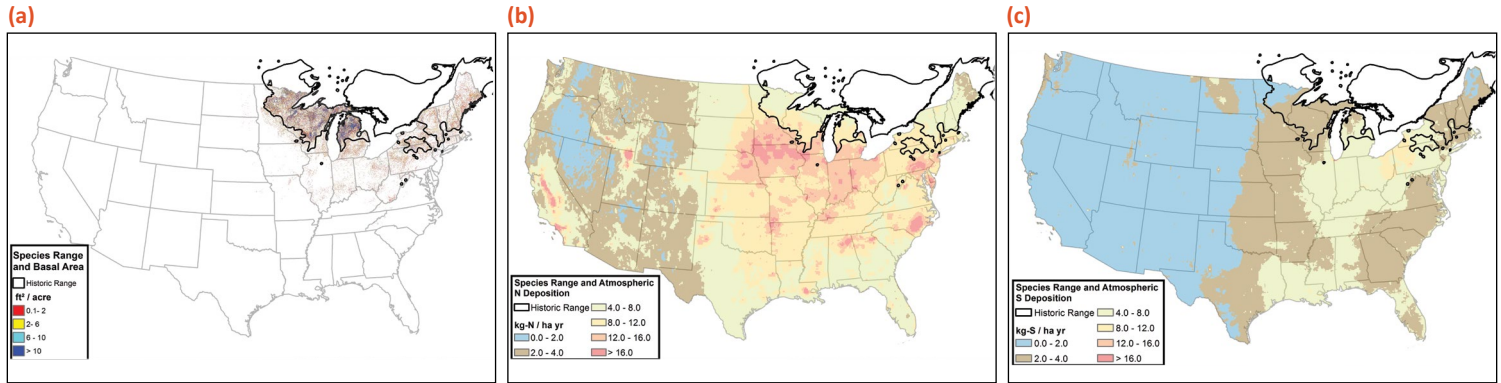 (a)
Species Range
and Basal Area
Historic Range
ft² / acre
0.1- 2
2- 6
6 - 10
> 10
(b)
Species Range and Atmospheric
N Deposition
Historic Range
kg-N / ha yr
0.0 - 2.0
2.0 - 4.0
4.0 - 8.0
8.0 - 12.0
12.0 - 16.0
> 16.0
(c)
Species Range and Atmospheric
S Deposition
Historic Range
kg-S / ha yr
0.0 - 2.0
2.0 - 4.0
4.0 - 8.0
8.0 - 12.0
12.0 - 16.0
> 16.0